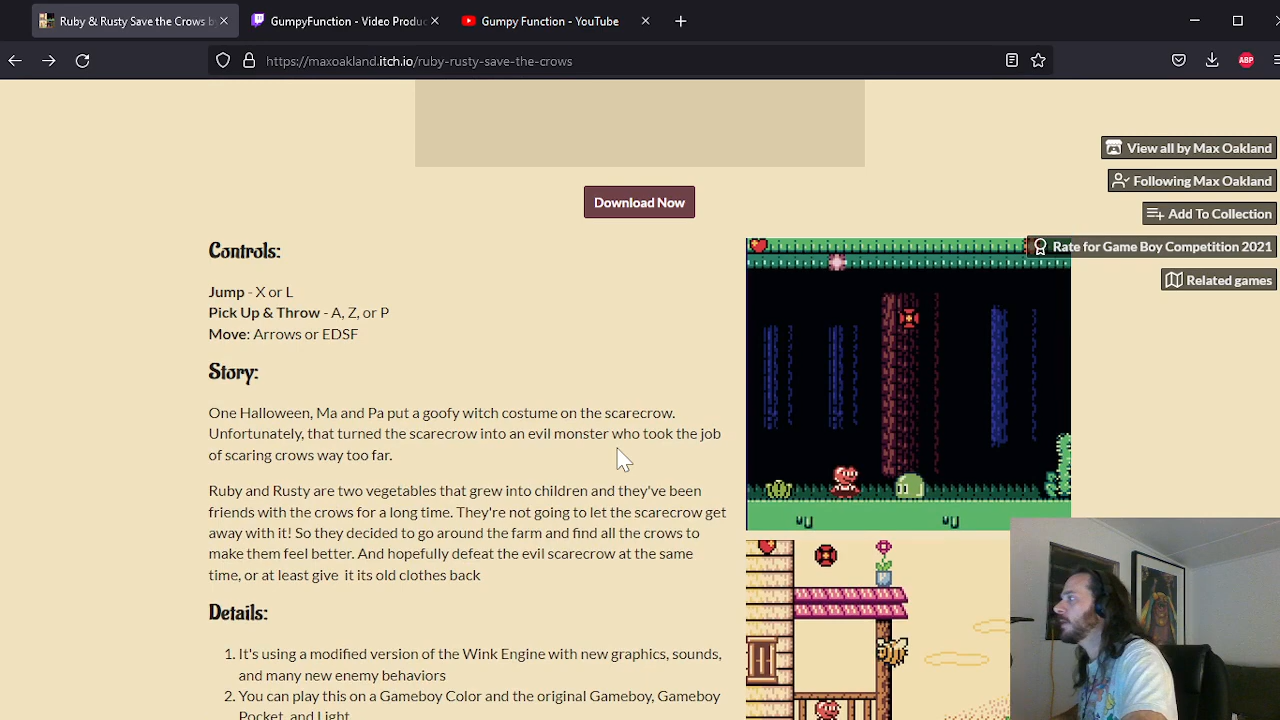 Ruby & Rusty Save the Crows b
GumpyFunction - Video Produc
Gumpy Function - YouTube
https://maxoakland.itch.io/ruby-rusty-save-the-crows
ABP
View all by Max Oakland
Following Max Oakland
Download Now
Add To Collection
Rate for Game Boy Competition 2021
Related games
Controls:
Jump - X or L
Pick Up & Throw - A, Z, or P
Move: Arrows or EDSF
Story:
One Halloween, Ma and Pa put a goofy witch costume on the scarecrow.
Unfortunately, that turned the scarecrow into an evil monster who took the job
of scaring crows way too far.
Ruby and Rusty are two vegetables that grew into children and they've been
friends with the crows for a long time. They're not going to let the scarecrow get
away with it! So they decided to go around the farm and find all the crows to
make them feel better. And hopefully defeat the evil scarecrow at the same
time, or at least give it its old clothes back
Details:
1. It's using a modified version of the Wink Engine with new graphics, sounds,
and many new enemy behaviors
2. You can play this on a Gameboy Color and the original Gameboy, Gameboy
Pocket, and Light